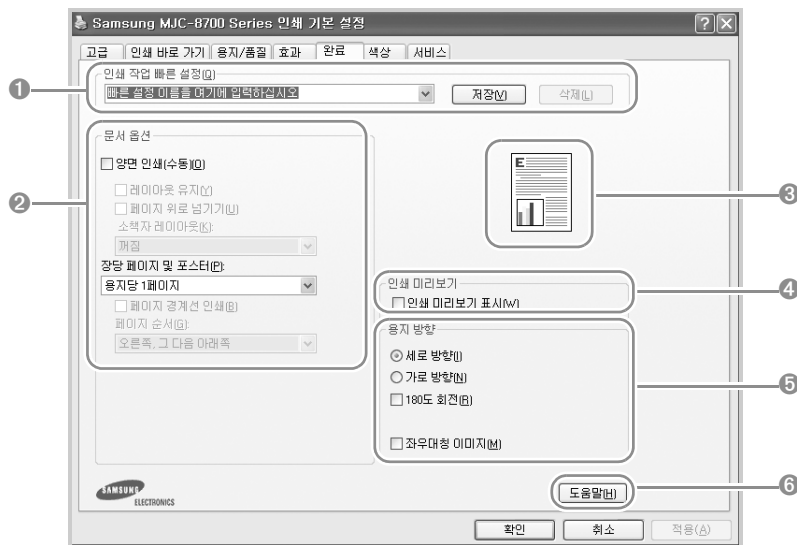 Samsung MJC-8700 Series 인쇄 기본 설정
고급 인쇄 바로 가기 용지/품질 효과 완료 색상 서비스
❶
인쇄 작업 빠른 설정(Q)
빠른 설정 이름을 여기에 입력하십시오
저장(V)
삭제(L)
❷
문서 옵션
양면 인쇄(수동)(O)
레이아웃 유지(Y)
페이지 위로 넘기기(U)
소책자 레이아웃(K):
꺼짐
장당 페이지 및 포스터(P):
용지당 1페이지
페이지 경계선 인쇄(B)
페이지 순서(G):
오른쪽, 그 다음 아래쪽
E
❸
인쇄 미리보기
인쇄 미리보기 표시(W)
❹
용지 방향
세로 방향(I)
가로 방향(N)
180도 회전(R)
좌우대칭 이미지(M)
❺
SAMSUNG
ELECTRONICS
도움말(H)
❻
확인
취소
적용(A)